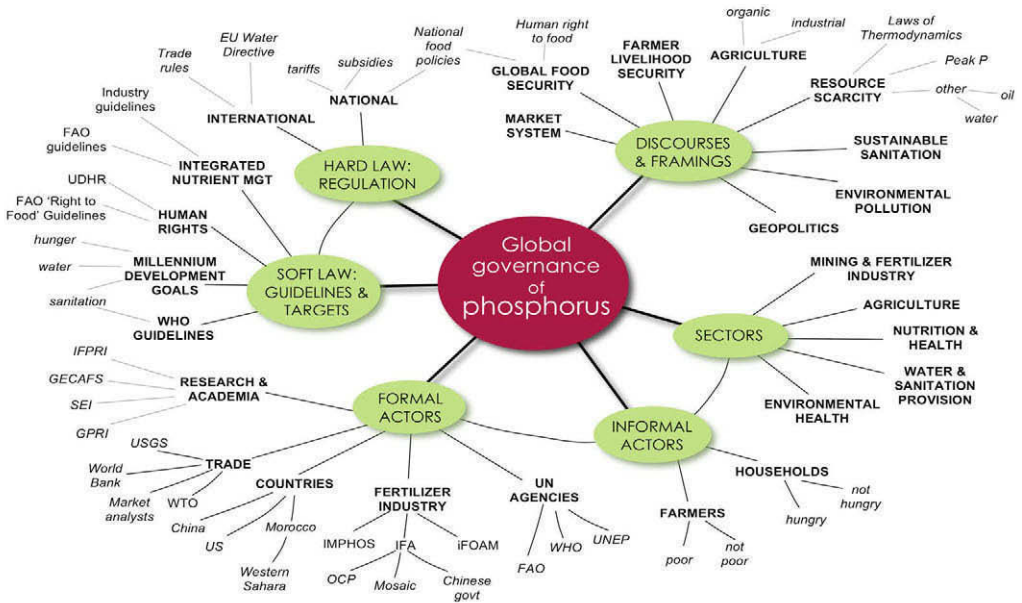 Global
governance
of
phosphorus
HARD LAW:
REGULATION
INTERNATIONAL
Trade
rules
EU Water
Directive
NATIONAL
tariffs
subsidies
National
food
policies
DISCOURSES
& FRAMINGS
MARKET
SYSTEM
GLOBAL FOOD
SECURITY
Human right
to food
FARMER
LIVELIHOOD
SECURITY
AGRICULTURE
organic
industrial
RESOURCE
SCARCITY
Laws of
Thermodynamics
Peak P
other
oil
water
SUSTAINABLE
SANITATION
ENVIRONMENTAL
POLLUTION
GEOPOLITICS
SOFT LAW:
GUIDELINES &
TARGETS
INTEGRATED
NUTRIENT MGT
Industry
guidelines
FAO
guidelines
HUMAN
RIGHTS
UDHR
FAO ‘Right to
Food’ Guidelines
MILLENNIUM
DEVELOPMENT
GOALS
hunger
water
sanitation
WHO
GUIDELINES
SECTORS
MINING & FERTILIZER
INDUSTRY
AGRICULTURE
NUTRITION &
HEALTH
WATER &
SANITATION
PROVISION
ENVIRONMENTAL
HEALTH
FORMAL
ACTORS
RESEARCH &
ACADEMIA
IFPRI
GECAFS
SEI
GPRI
TRADE
USGS
World
Bank
Market
analysts
WTO
COUNTRIES
China
US
Morocco
Western
Sahara
FERTILIZER
INDUSTRY
IMPHOS
IFA
iFOAM
OCP
Mosaic
Chinese
govt
UN
AGENCIES
FAO
WHO
UNEP
INFORMAL
ACTORS
FARMERS
poor
not
poor
HOUSEHOLDS
hungry
not
hungry